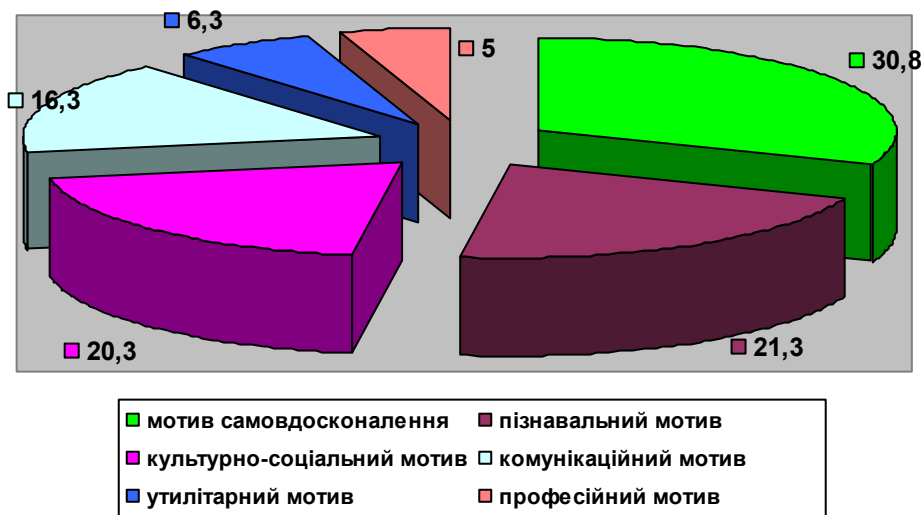 6,3
5
30,8
16,3
20,3
21,3
мотив самовдосконалення пізнавальний мотив
культурно-соціальний мотив комунікаційний мотив
утилітарний мотив професійний мотив